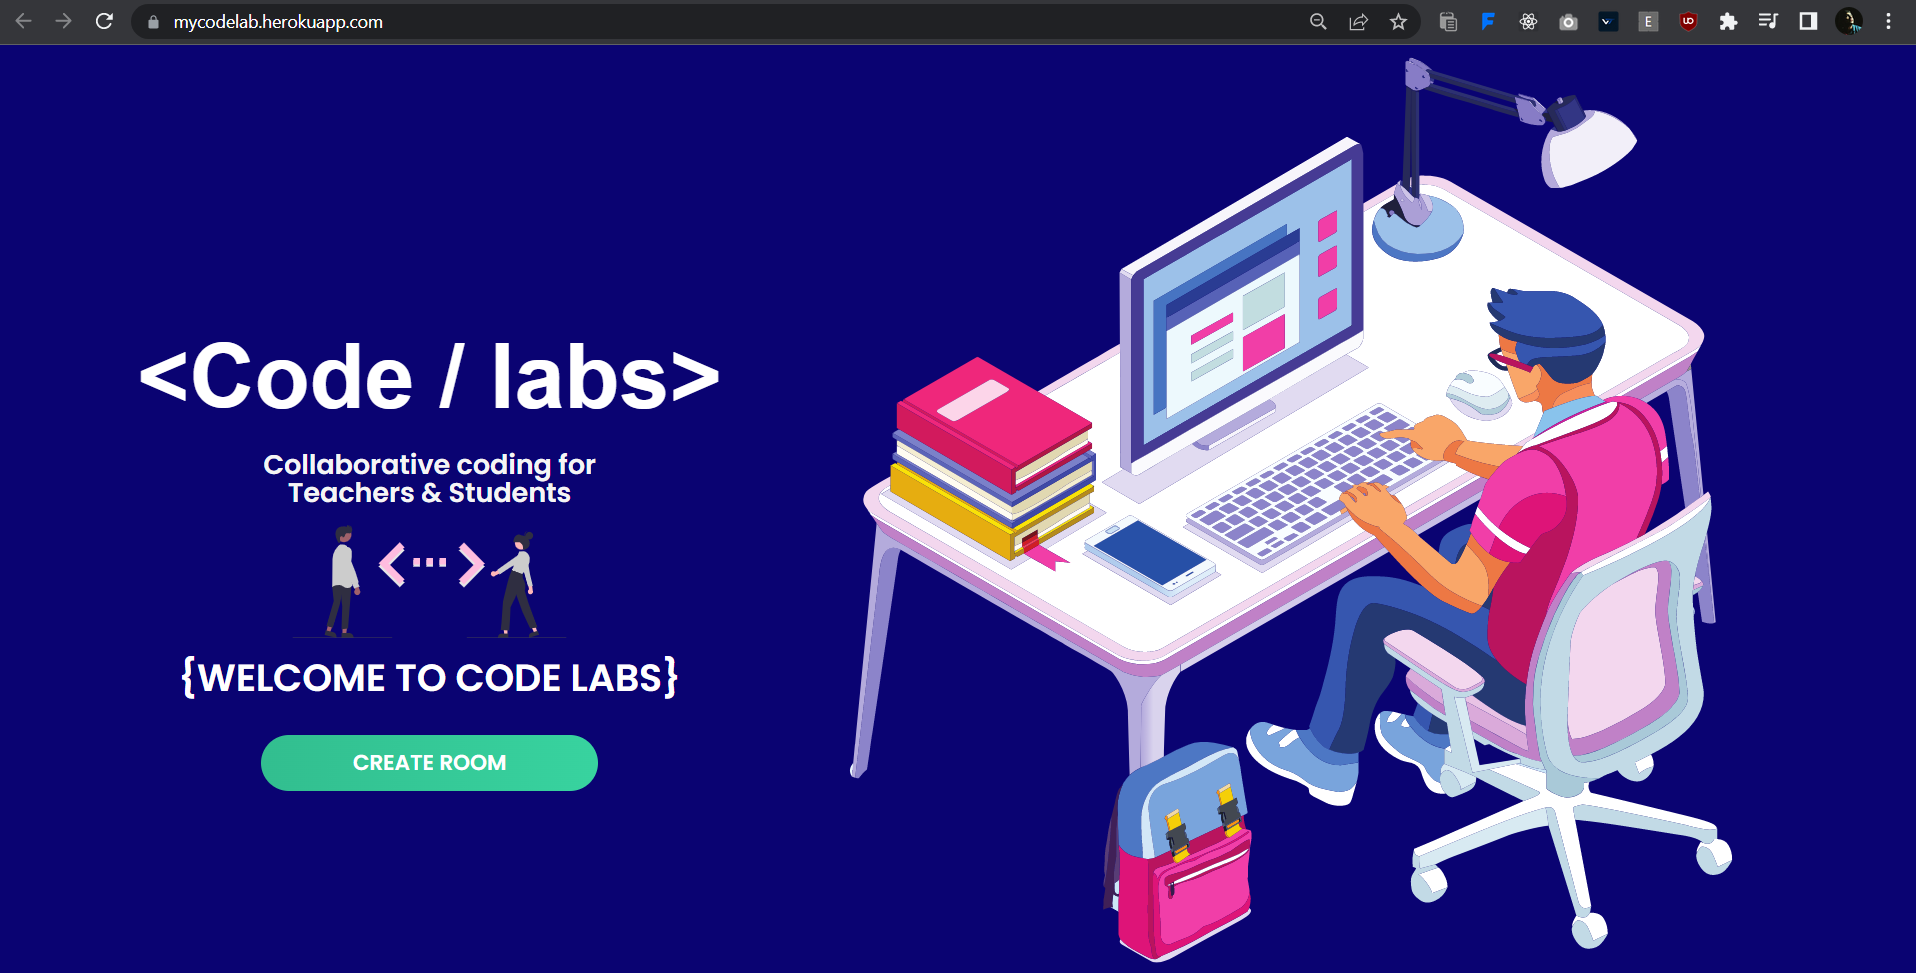 mycodelab.herokuapp.com
E
<Code / labs>
Collaborative coding for
Teachers & Students
{WELCOME TO CODE LABS}
CREATE ROOM